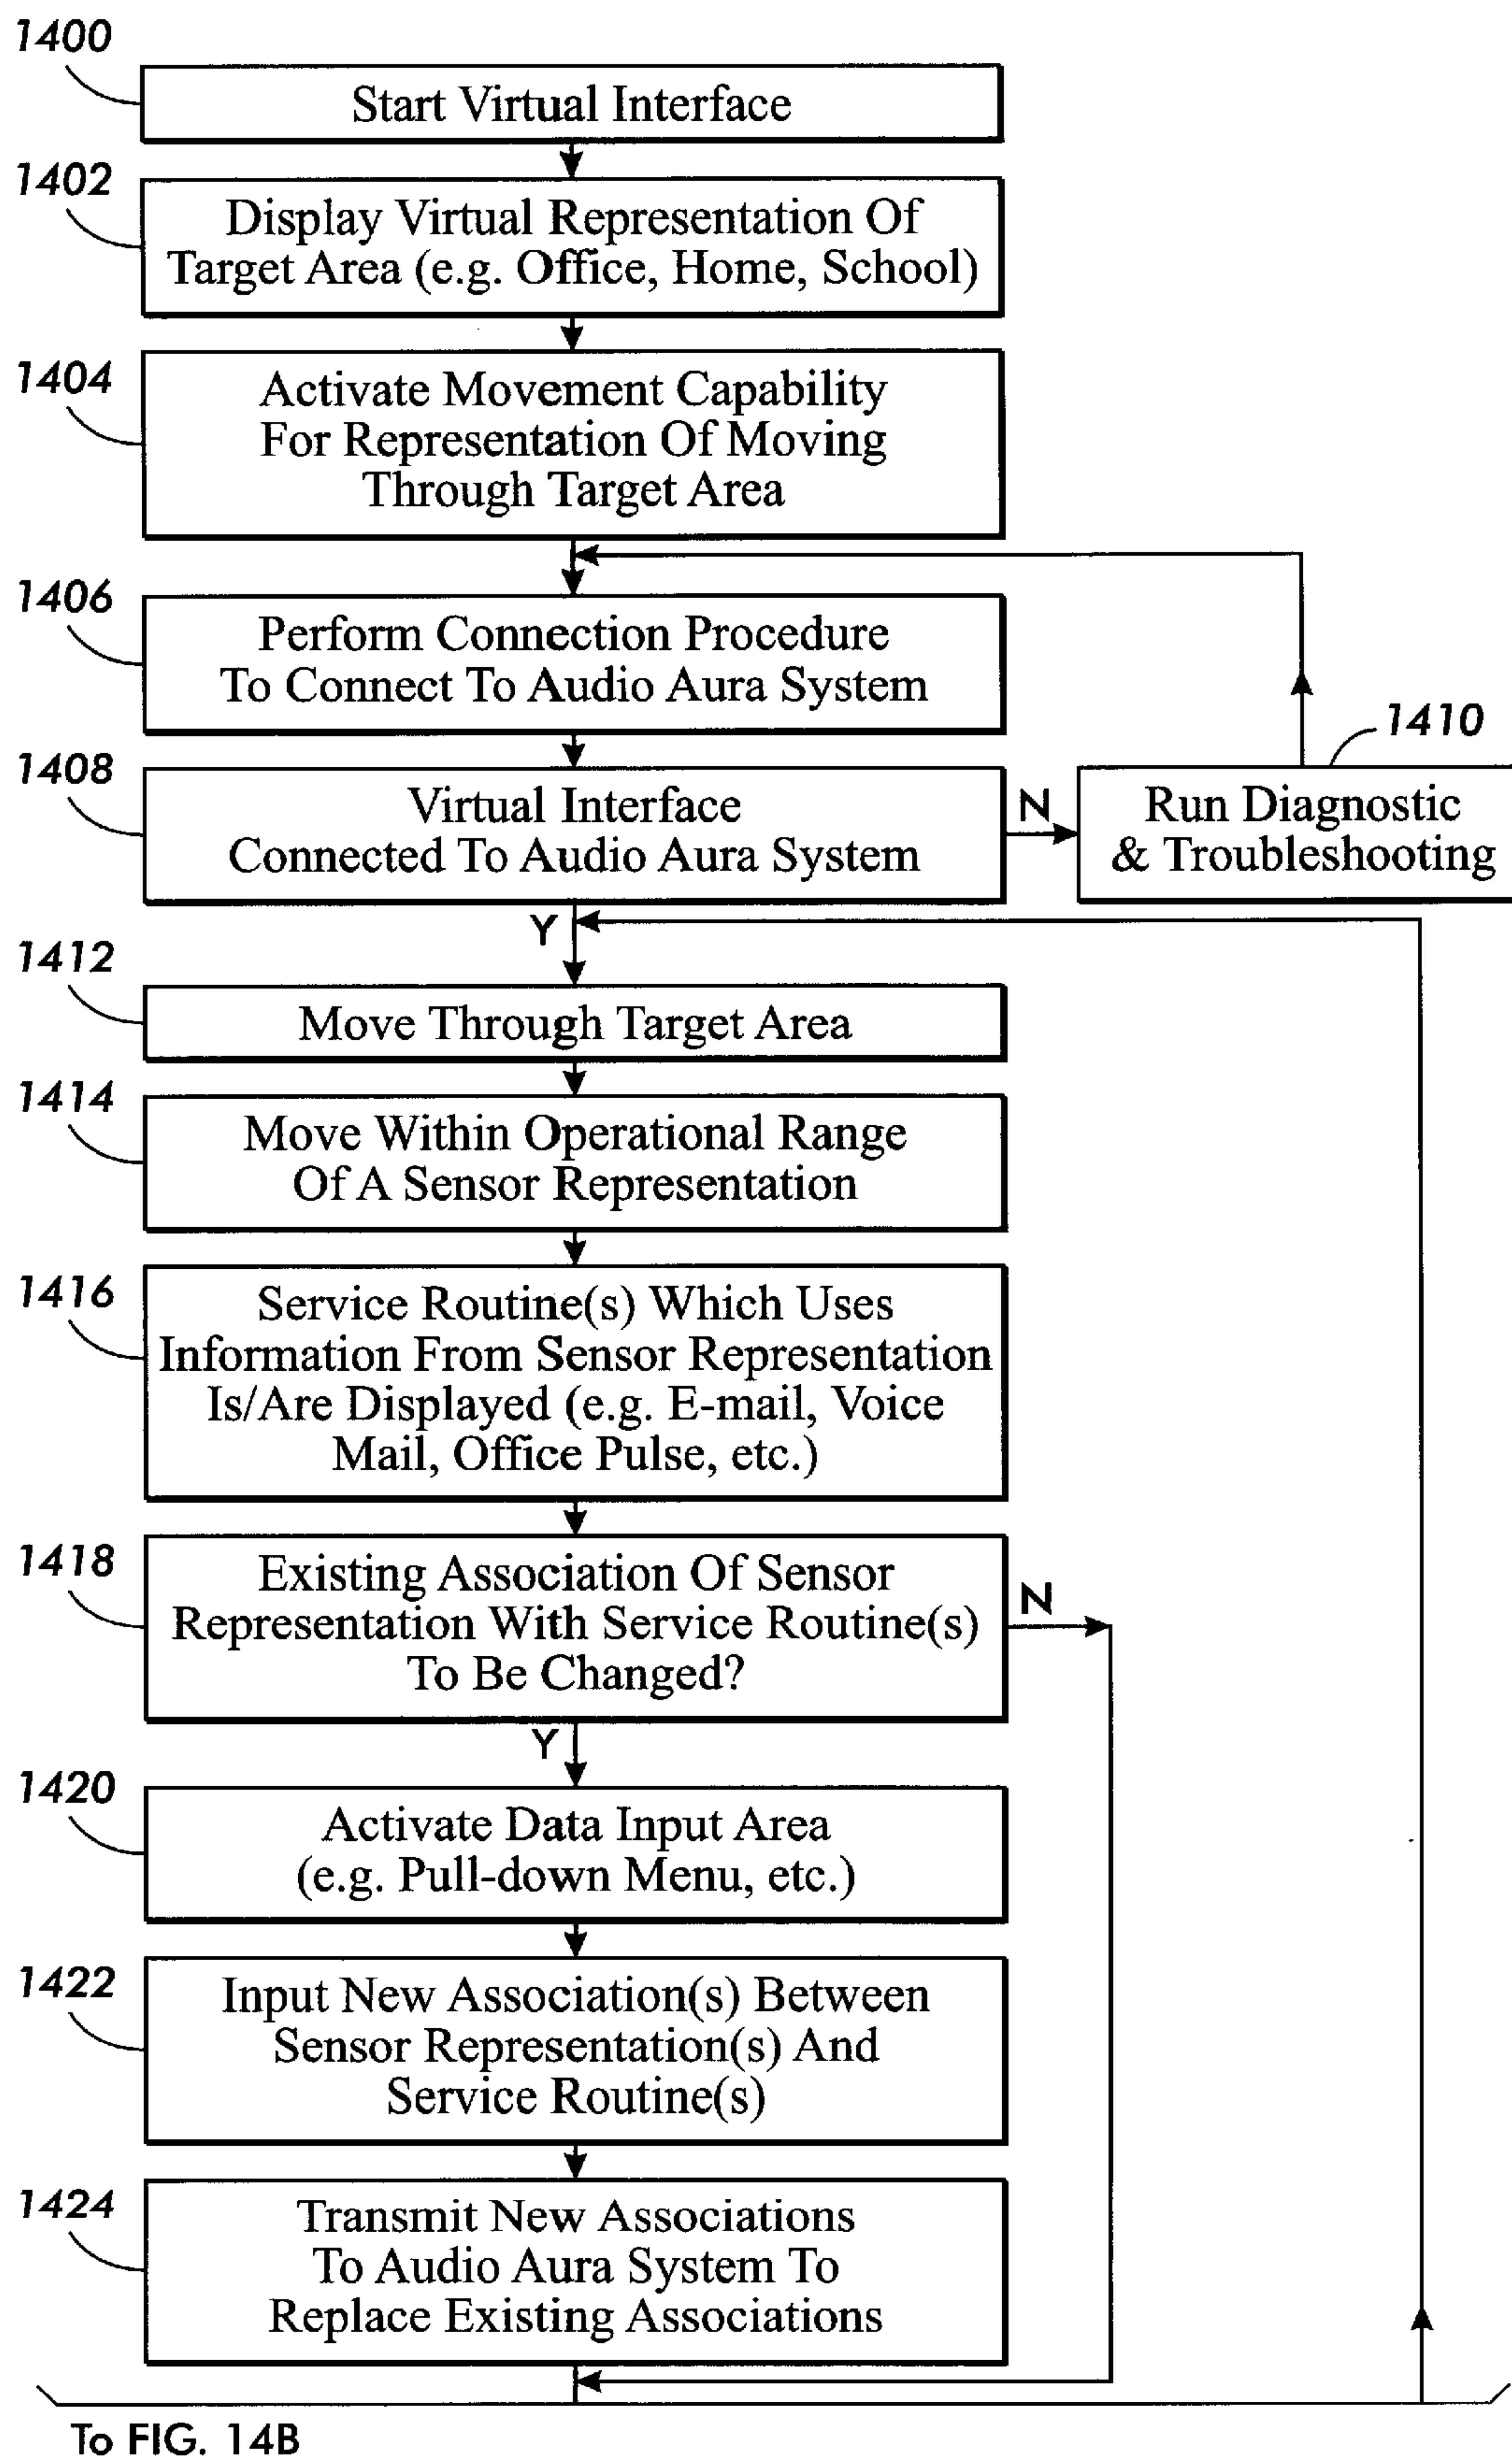 1400
Start Virtual Interface
1402
Display Virtual Representation Of
Target Area (e.g. Office, Home, School)
1404
Activate Movement Capability
For Representation Of Moving
Through Target Area
1406
Perform Connection Procedure
To Connect To Audio Aura System
1408
Virtual Interface
Connected To Audio Aura System
N
1410
Run Diagnostic
& Troubleshooting
Y
1412
Move Through Target Area
1414
Move Within Operational Range
Of A Sensor Representation
1416
Service Routine(s) Which Uses
Information From Sensor Representation
Is/Are Displayed (e.g. E-mail, Voice
Mail, Office Pulse, etc.)
1418
Existing Association Of Sensor
Representation With Service Routine(s)
To Be Changed?
N
Y
1420
Activate Data Input Area
(e.g. Pull-down Menu, etc.)
1422
Input New Association(s) Between
Sensor Representation(s) And
Service Routine(s)
1424
Transmit New Associations
To Audio Aura System To
Replace Existing Associations
To FIG. 14B